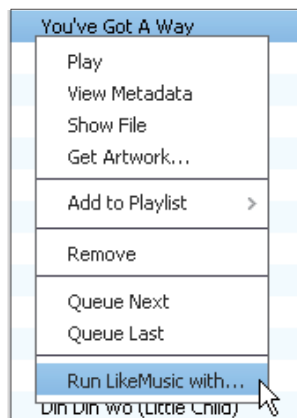 You've Got A Way
Play
View Metadata
Show File
Get Artwork...
Add to Playlist >
Remove
Queue Next
Queue Last
Run LikeMusic with...
Din Din Wo (Little Child)